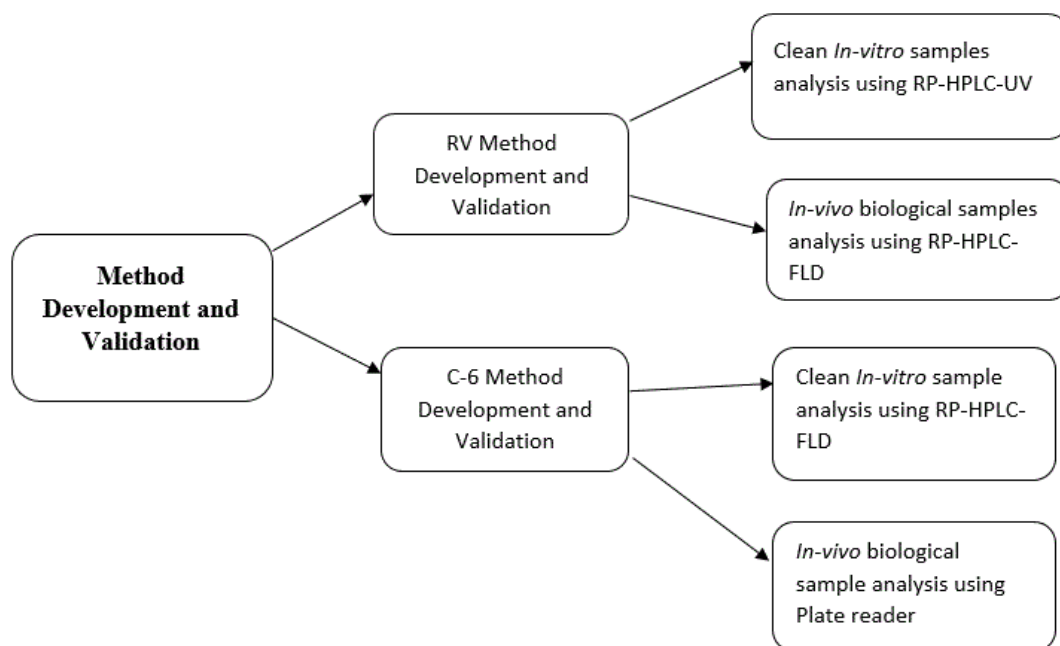 Method
Development and
Validation
RV Method
Development and
Validation
C-6 Method
Development and
Validation
Clean In-vitro samples
analysis using RP-HPLC-UV
In-vivo biological samples
analysis using RP-HPLC-
FLD
Clean In-vitro sample
analysis using RP-HPLC-
FLD
In-vivo biological
sample analysis using
Plate reader